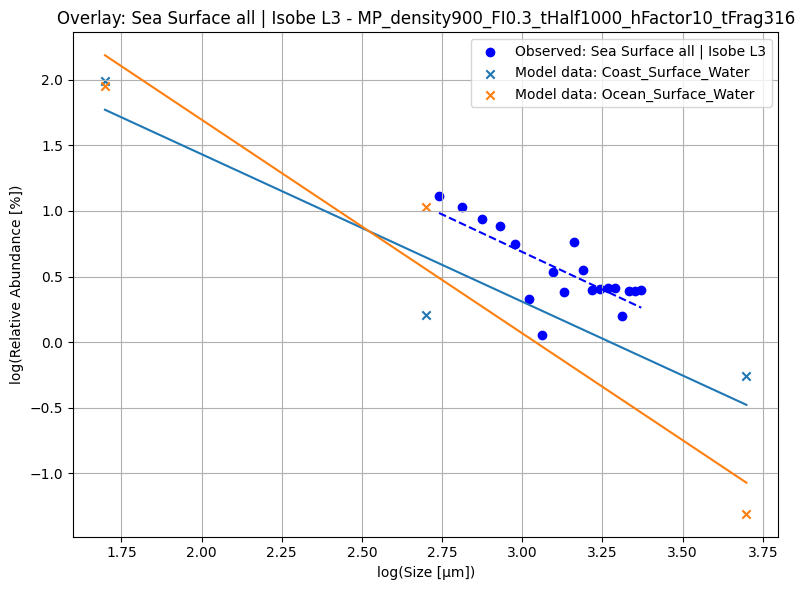 Overlay: Sea Surface all | Isobe L3 - MP_density900_FI0.3_tHalf1000_hFactor10_tFrag316
Observed: Sea Surface all | Isobe L3
Model data: Coast_Surface_Water
Model data: Ocean_Surface_Water
log(Relative Abundance [%])
2.0
1.5
1.0
0.5
0.0
−0.5
−1.0
1.75 2.00 2.25 2.50 2.75 3.00 3.25 3.50 3.75
log(Size [µm])